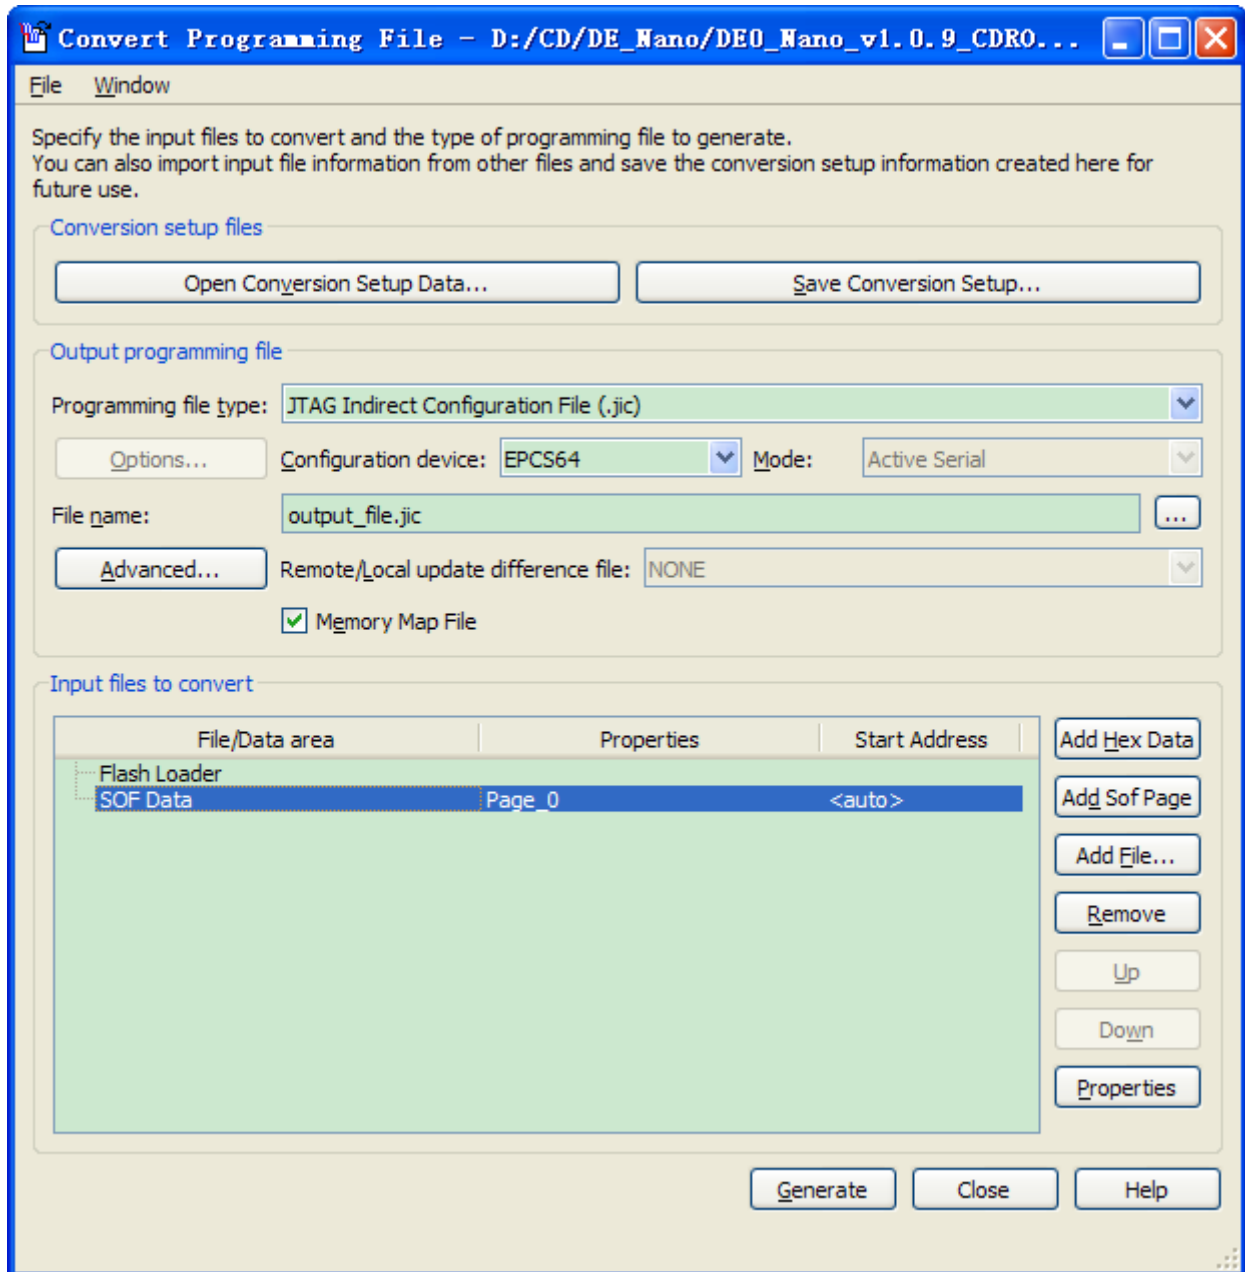 Convert Programming File - D:/CD/DE_Nano/DE0_Nano_v1.0.9_CDRO...
File Window
Specify the input files to convert and the type of programming file to generate.
You can also import input file information from other files and save the conversion setup information created here for
future use.
Conversion setup files
Open Conversion Setup Data... Save Conversion Setup...
Output programming file
Programming file type: JTAG Indirect Configuration File (.jic)
Options... Configuration device: EPCS64 Mode: Active Serial
File name: output_file.jic ...
Advanced... Remote/Local update difference file: NONE
Memory Map File
Input files to convert
File/Data area Properties Start Address Add Hex Data
Flash Loader
SOF Data Page_0 <auto> Add Sof Page
Add File...
Remove
Up
Down
Properties
Generate Close Help